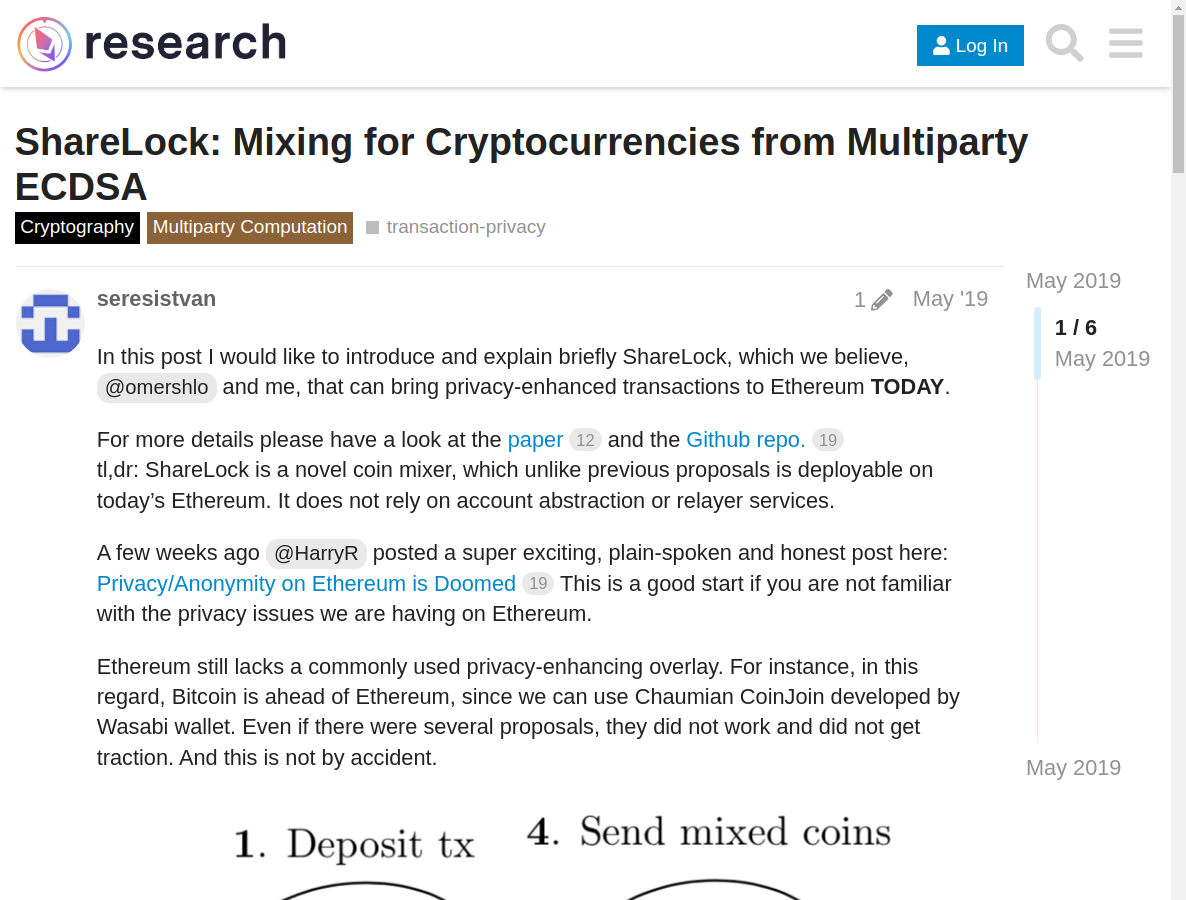 research
Log In
ShareLock: Mixing for Cryptocurrencies from Multiparty
ECDSA
Cryptography Multiparty Computation transaction-privacy
seresistvan 1 May '19
In this post I would like to introduce and explain briefly ShareLock, which we believe,
@omershlo and me, that can bring privacy-enhanced transactions to Ethereum TODAY.
For more details please have a look at the paper 12 and the Github repo. 19
tl,dr: ShareLock is a novel coin mixer, which unlike previous proposals is deployable on
today’s Ethereum. It does not rely on account abstraction or relayer services.
A few weeks ago @HarryR posted a super exciting, plain-spoken and honest post here:
Privacy/Anonymity on Ethereum is Doomed 19 This is a good start if you are not familiar
with the privacy issues we are having on Ethereum.
Ethereum still lacks a commonly used privacy-enhancing overlay. For instance, in this
regard, Bitcoin is ahead of Ethereum, since we can use Chaumian CoinJoin developed by
Wasabi wallet. Even if there were several proposals, they did not work and did not get
traction. And this is not by accident.
1. Deposit tx 4. Send mixed coins
May 2019
1 / 6
May 2019
May 2019